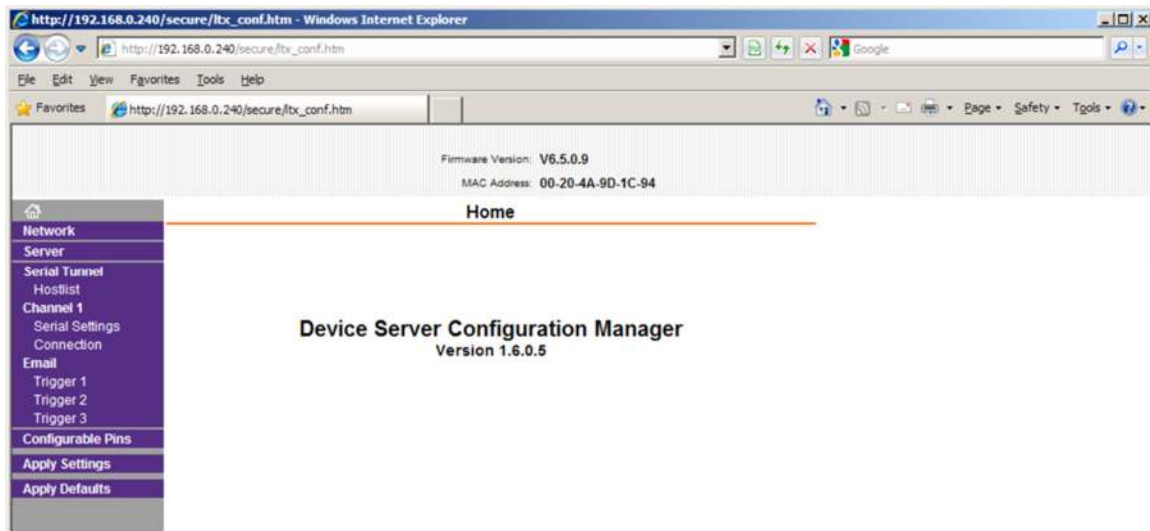 http://192.168.0.240/secure/ltx_conf.htm - Windows Internet Explorer
http://192.168.0.240/secure/ltx_conf.htm
Google
File Edit View Favorites Tools Help
Favorites http://192.168.0.240/secure/ltx_conf.htm Page Safety Tools
Firmware Version: V6.5.0.9
MAC Address: 00-20-4A-9D-1C-94
Home
Network
Server
Serial Tunnel
Hostlist
Channel 1
Serial Settings
Connection
Email
Trigger 1
Trigger 2
Trigger 3
Configurable Pins
Apply Settings
Apply Defaults
Device Server Configuration Manager
Version 1.6.0.5